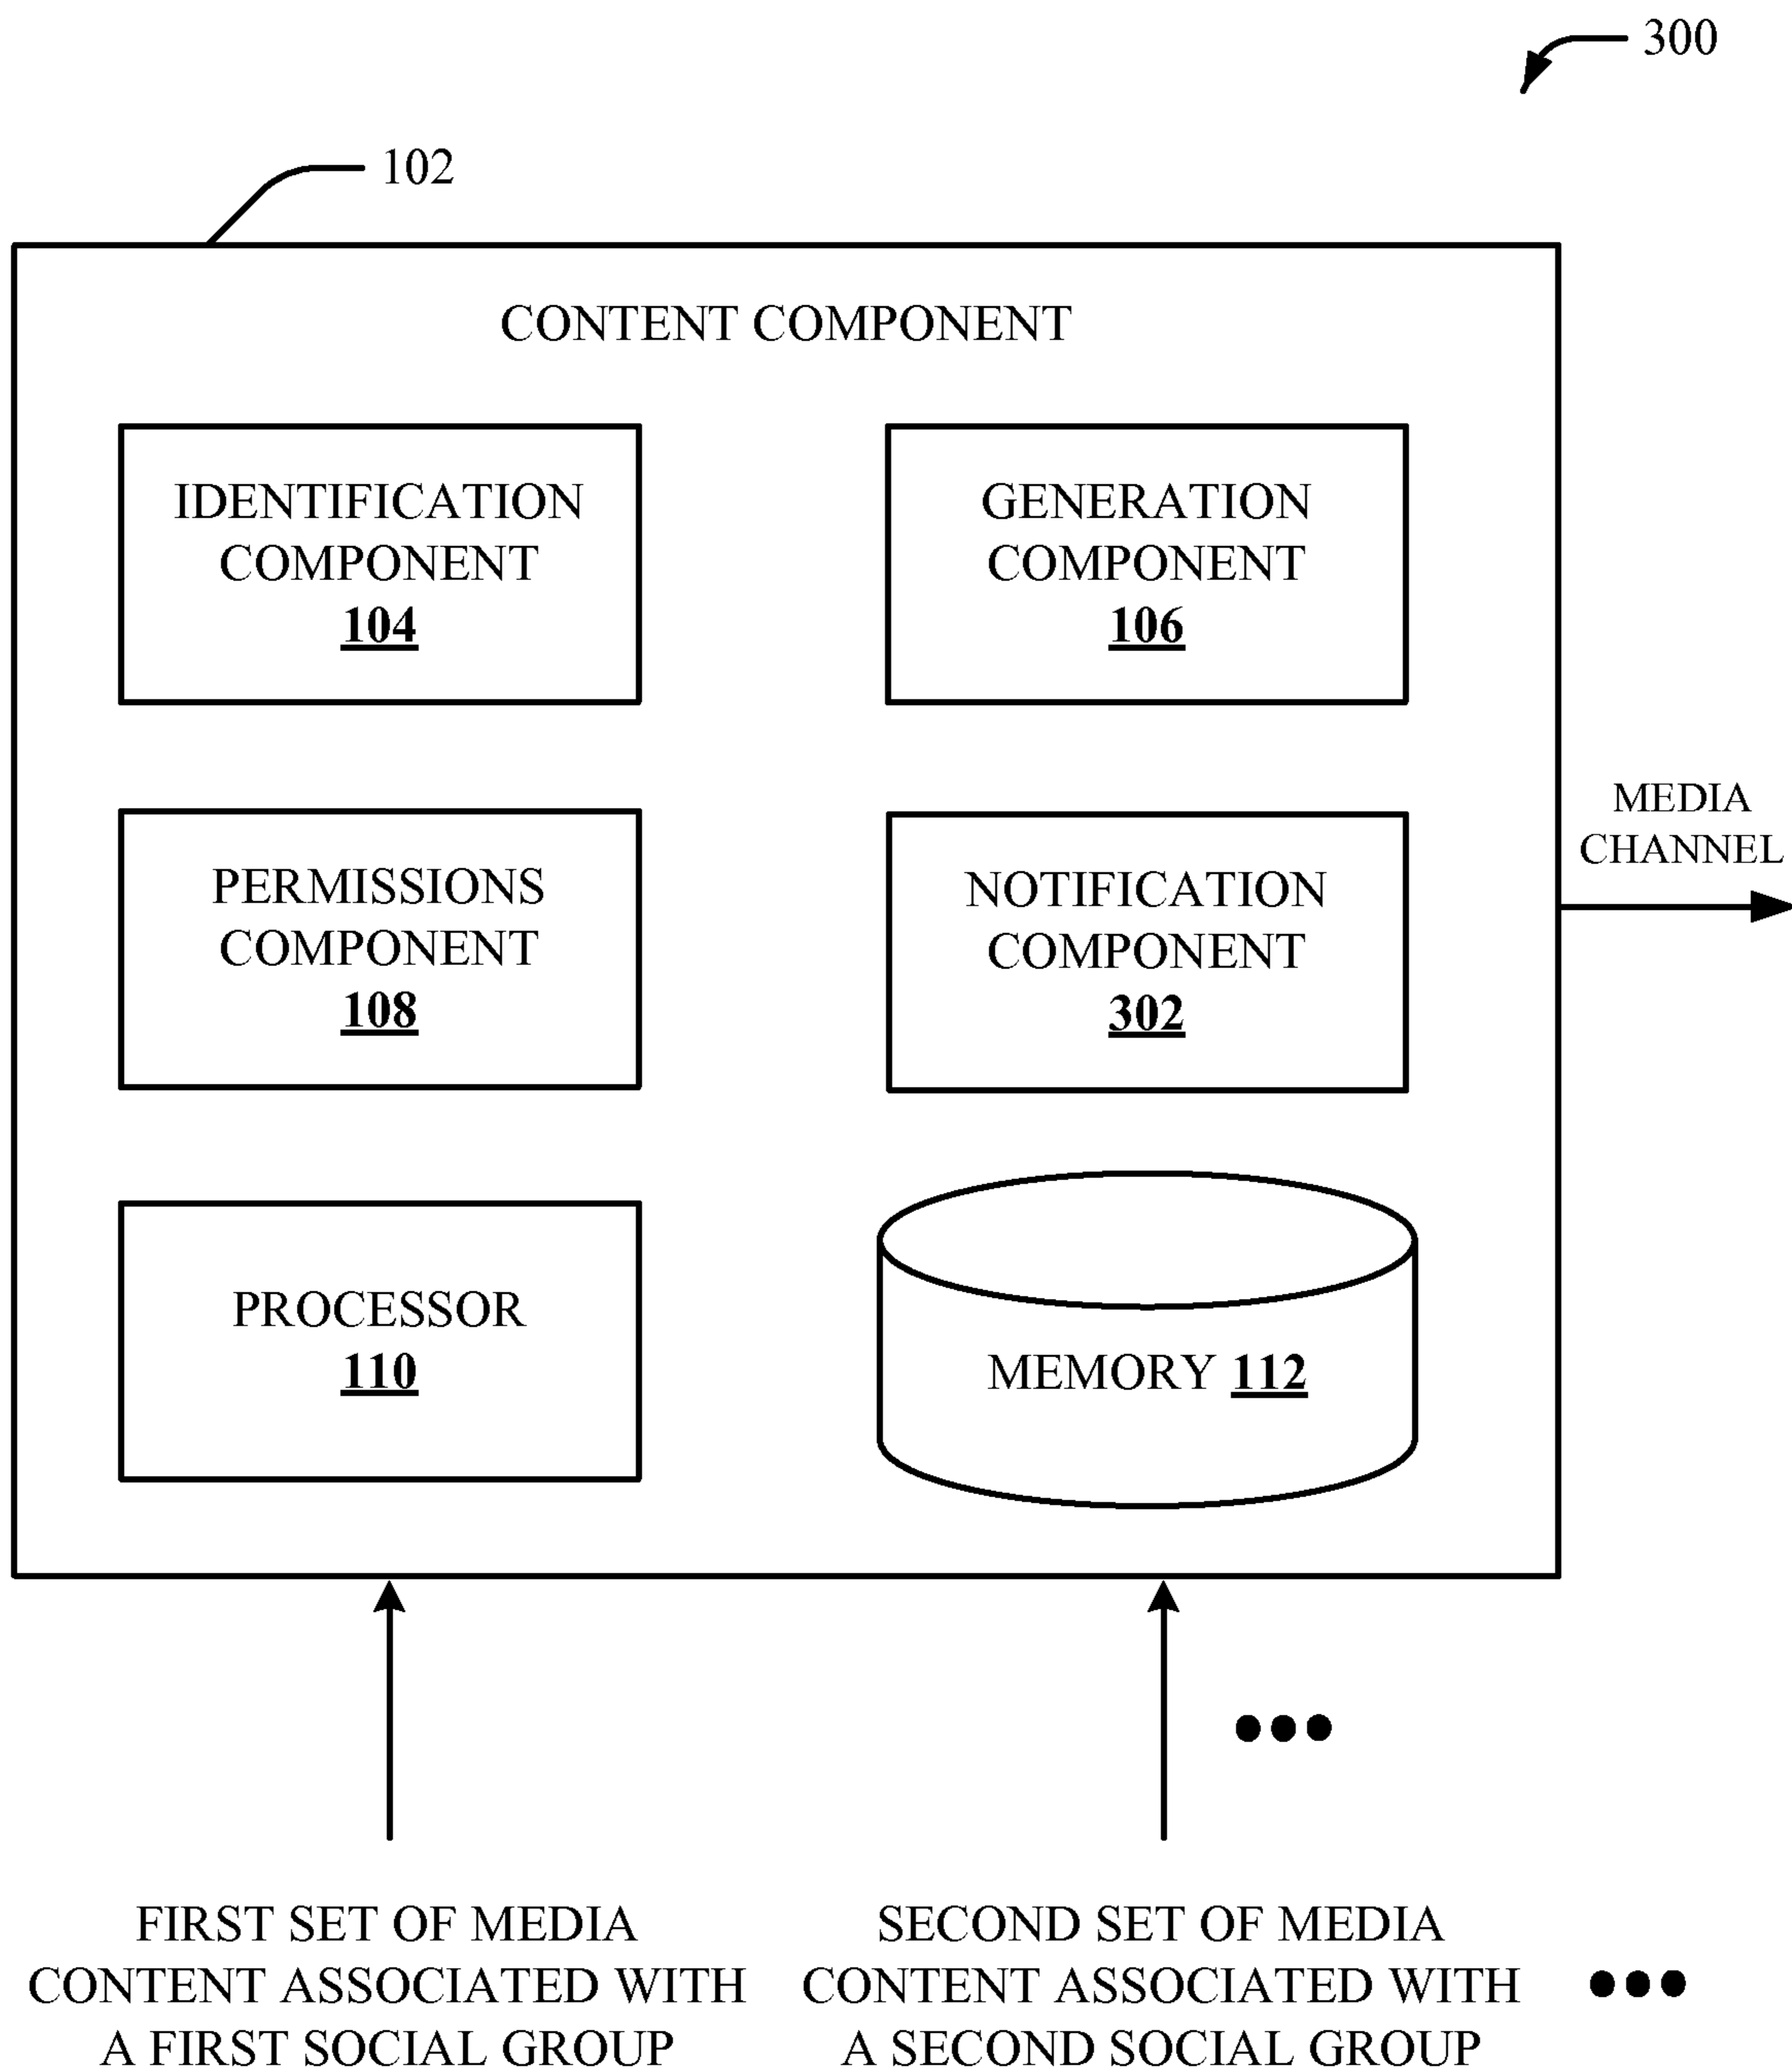 300
102
CONTENT COMPONENT
IDENTIFICATION
COMPONENT
104
GENERATION
COMPONENT
106
PERMISSIONS
COMPONENT
108
NOTIFICATION
COMPONENT
302
MEDIA
CHANNEL
PROCESSOR
110
MEMORY 112
FIRST SET OF MEDIA
CONTENT ASSOCIATED WITH
A FIRST SOCIAL GROUP
SECOND SET OF MEDIA
CONTENT ASSOCIATED WITH
A SECOND SOCIAL GROUP